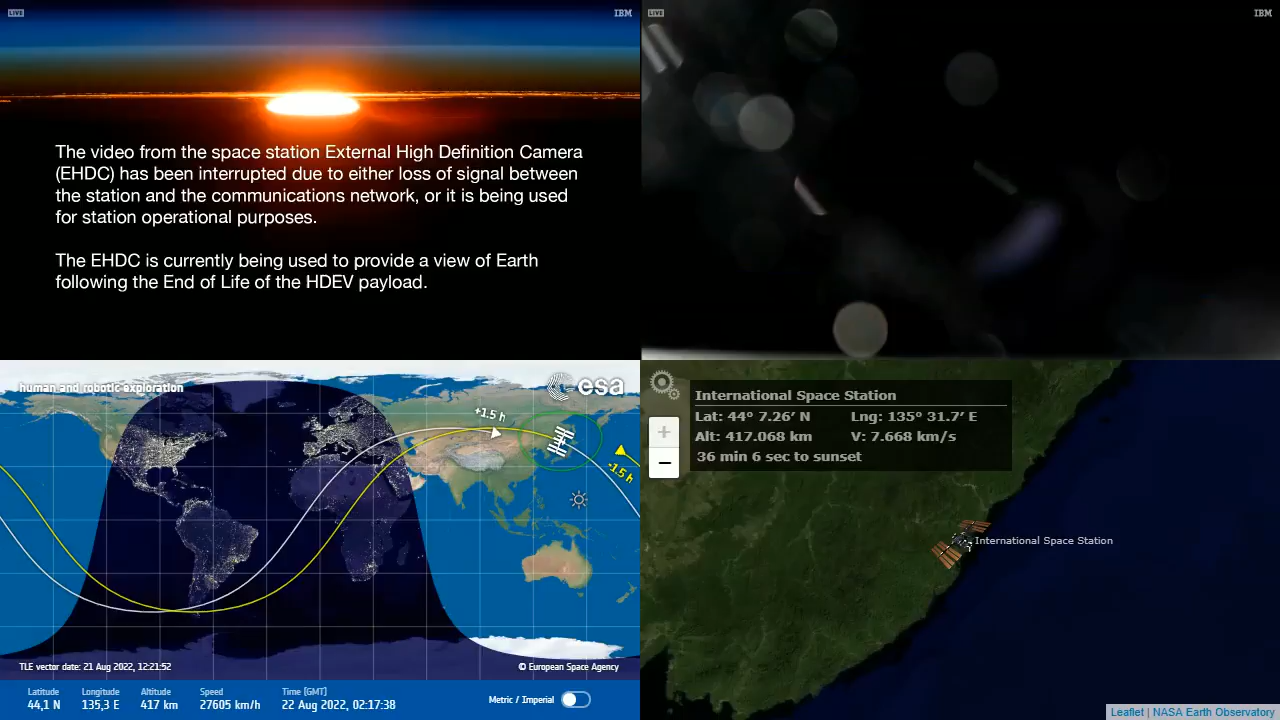 LIVE
IBM
The video from the space station External High Definition Camera
(EHDC) has been interrupted due to either loss of signal between
the station and the communications network, or it is being used
for station operational purposes.
The EHDC is currently being used to provide a view of Earth
following the End of Life of the HDEV payload.
LIVE
IBM
human and robotic exploration
esa
+1.5 h
-1.5 h
TLE vector date: 21 Aug 2022, 12:21:52
© European Space Agency
Latitude
44,1 N
Longitude
135,3 E
Altitude
417 km
Speed
27605 km/h
Time [GMT]
22 Aug 2022, 02:17:38
Metric / Imperial
+
−
International Space Station
Lat: 44° 7.26′ N
Lng: 135° 31.7′ E
Alt: 417.068 km
V: 7.668 km/s
36 min 6 sec to sunset
International Space Station
Leaflet | NASA Earth Observatory